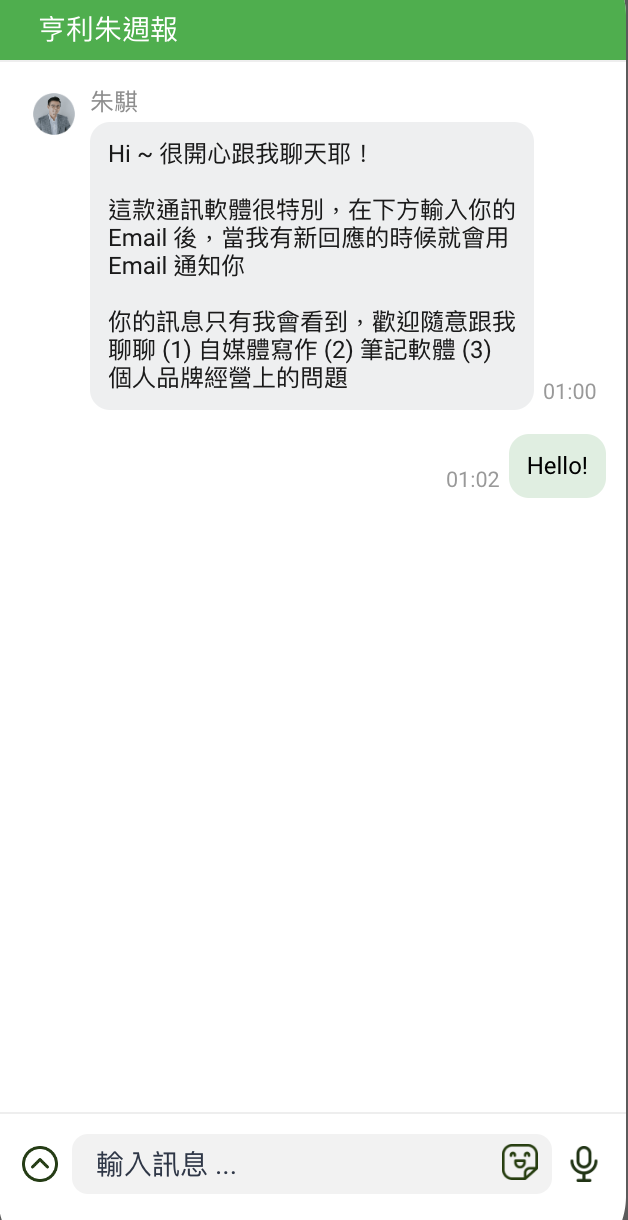 亨利朱週報
朱騏
Hi ~ 很開心跟我聊天耶！
這款通訊軟體很特別，在下方輸入你的
Email 後，當我有新回應的時候就會用
Email 通知你
你的訊息只有我會看到，歡迎隨意跟我
聊聊 (1) 自媒體寫作 (2) 筆記軟體 (3)
個人品牌經營上的問題
01:00
Hello!
01:02
輸入訊息 ...